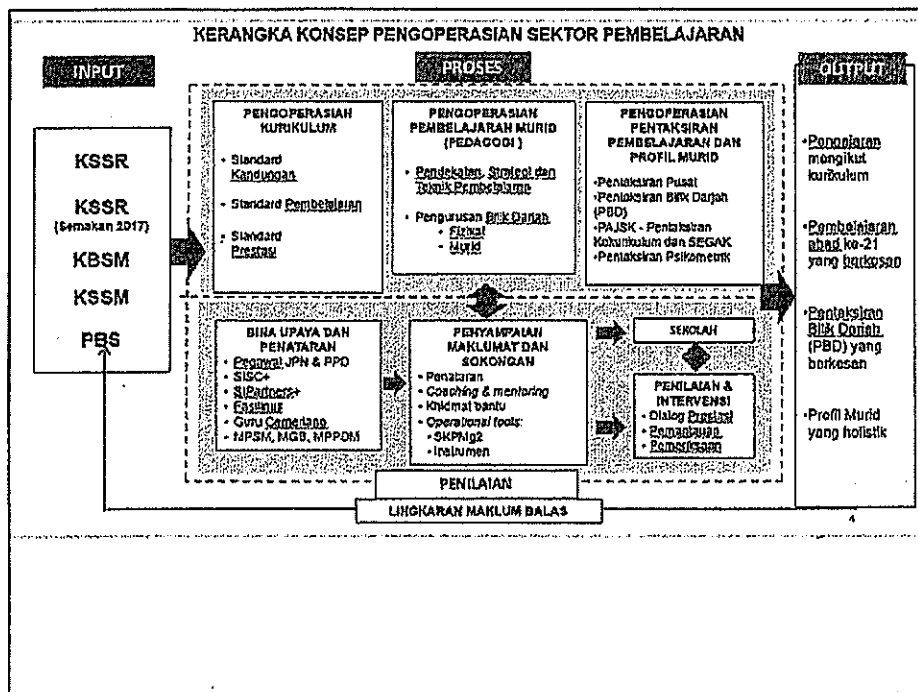 KERANGKA KONSEP PENGOPERASIAN SEKTOR PEMBELAJARAN
INPUT
PROSES
OUTPUT
KSSR
KSSR
(Semakan 2017)
KBSM
KSSM
PBS
PENGOPERASIAN
KURIKULUM
• Standard
Kandungan
• Standard Pembelajaran
• Standard
Prestasi
PENGOPERASIAN
PEMBELAJARAN MURID
(PEDAGOGI )
• Pendekatan, Strategi dan
Teknik Pembelajaran
• Pengurusan Bilik Darjah
• Fizikal
• Murid
PENGOPERASIAN
PENTAKSIRAN
PEMBELAJARAN DAN
PROFIL MURID
•Pentaksiran Pusat
•Pentaksiran Bilik Darjah
(PBD)
•PAJSK - Pentaksiran
Kokurikulum dan SEGAK
•Pentaksiran Psikometrik
BINA UPAYA DAN
PENATARAN
• Pegawai JPN & PPD
• SISC+
• SIPartners+
• Fasilinus
• Guru Cemerlang
• MPSM, MGB, MPPDM
PENYAMPAIAN
MAKLUMAT DAN
SOKONGAN
• Penataran
• Coaching & mentoring
• Khidmat bantu
• Operational tools:
• SKPMg2
• Instrumen
SEKOLAH
PENILAIAN &
INTERVENSI
• Dialog Prestasi
• Pemantauan
• Pemeriksaan
PENILAIAN
LINGKARAN MAKLUM BALAS
•Pengajaran
mengikut
kurikulum
•Pembelajaran
abad ke-21
yang berkesan
•Pentaksiran
Bilik Darjah
(PBD) yang
berkesan
•Profil Murid
yang holistik
4